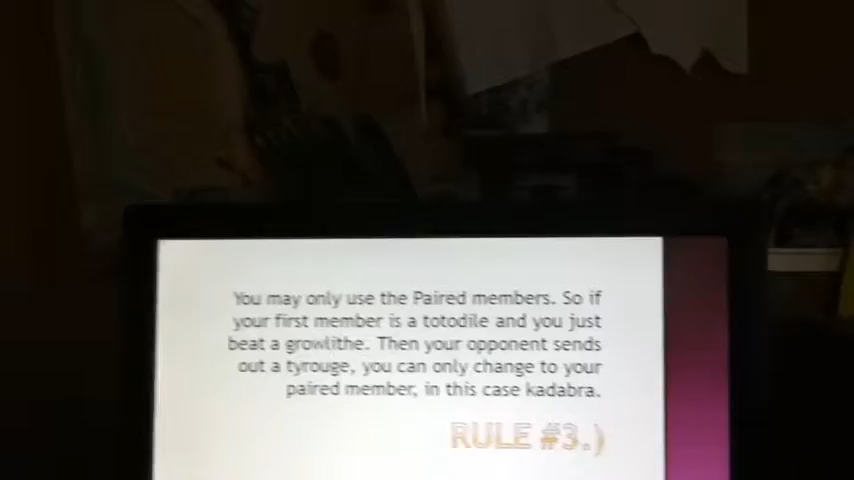 You may only use the Paired members. So if
your first member is a totodile and you just
beat a growlithe. Then your opponent sends
out a tyrouge, you can only change to your
paired member, in this case kadabra.
RULE #3.)